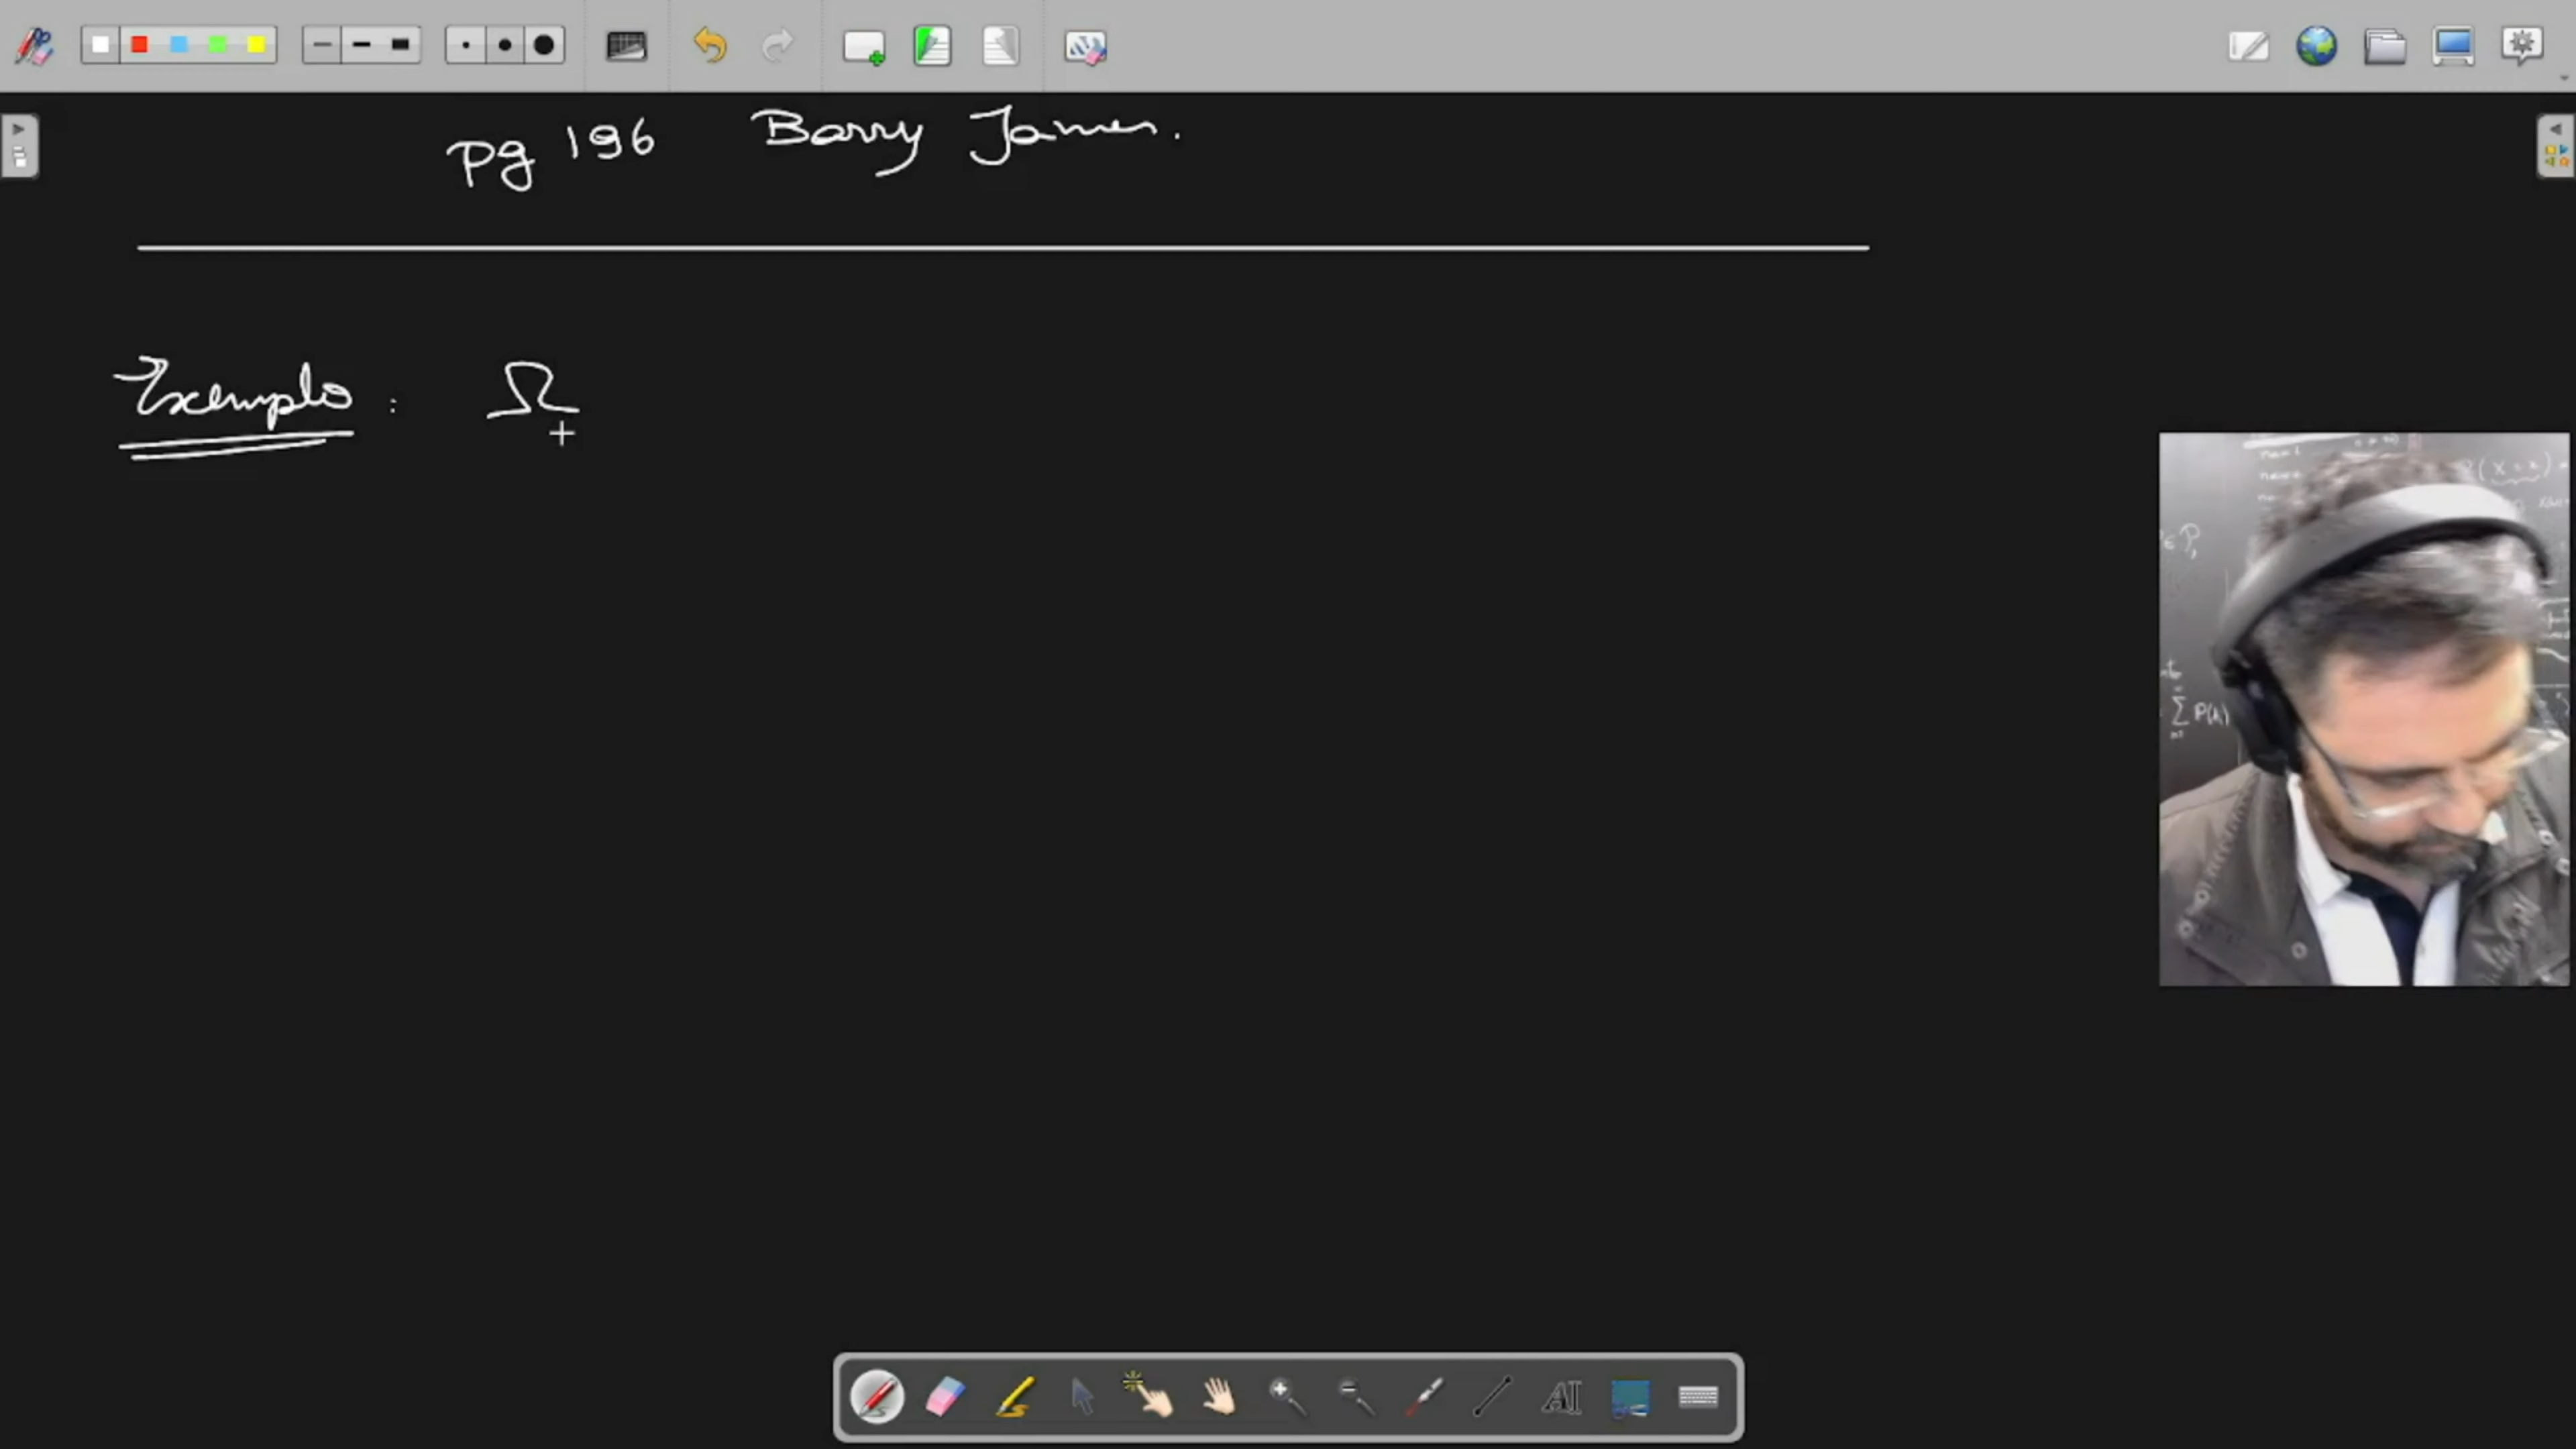 Pg 196 Barry James.
Exemplo : Ω
(x+x)
∑ P(A)